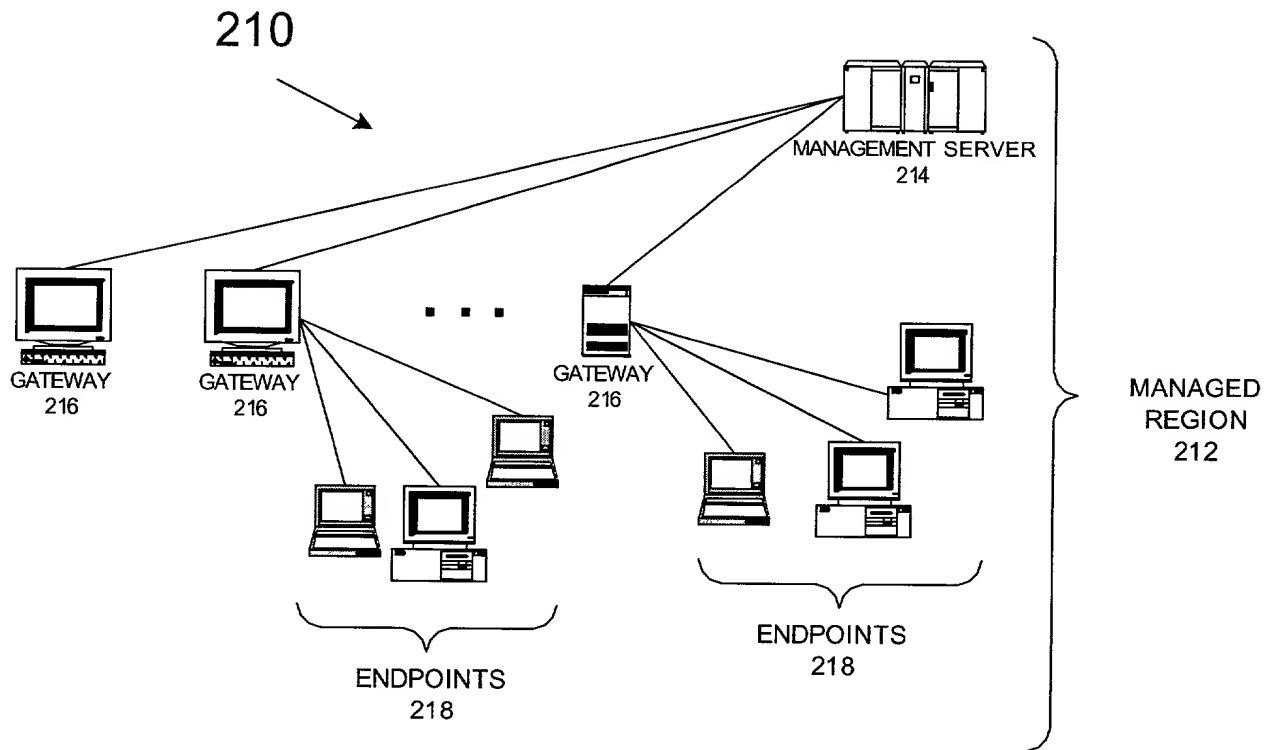 210
MANAGEMENT SERVER
214
GATEWAY
216
GATEWAY
216
GATEWAY
216
MANAGED
REGION
212
ENDPOINTS
218
ENDPOINTS
218